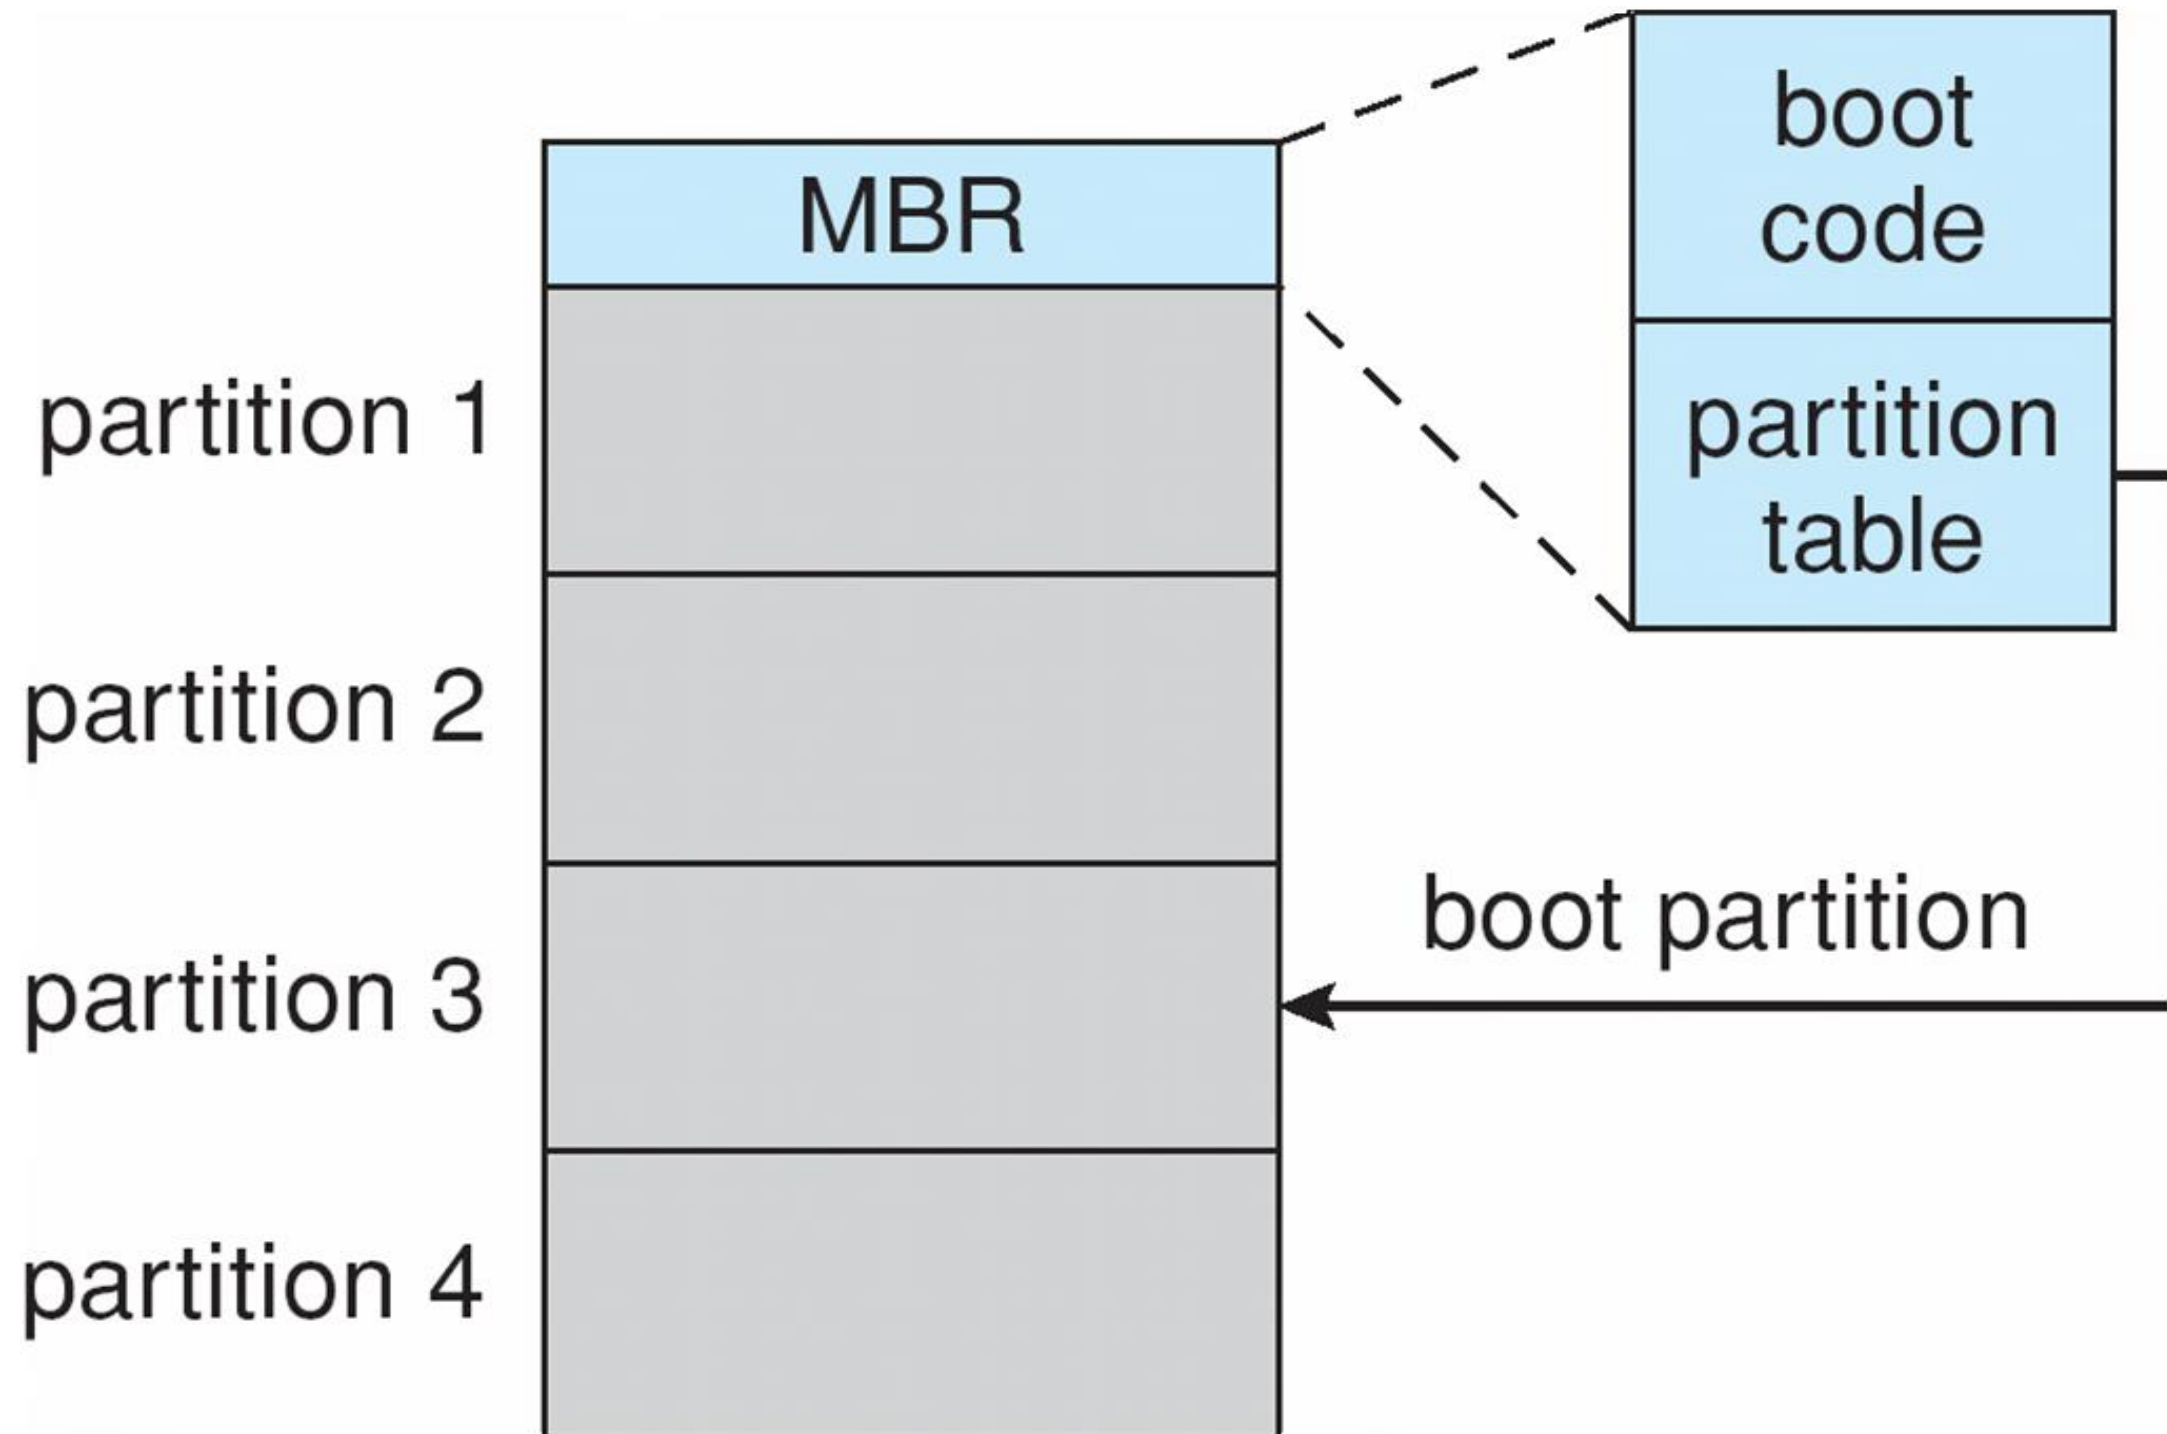 boot
code
MBR
partition
table
partition 1
partition 2
boot partition
partition 3
partition 4